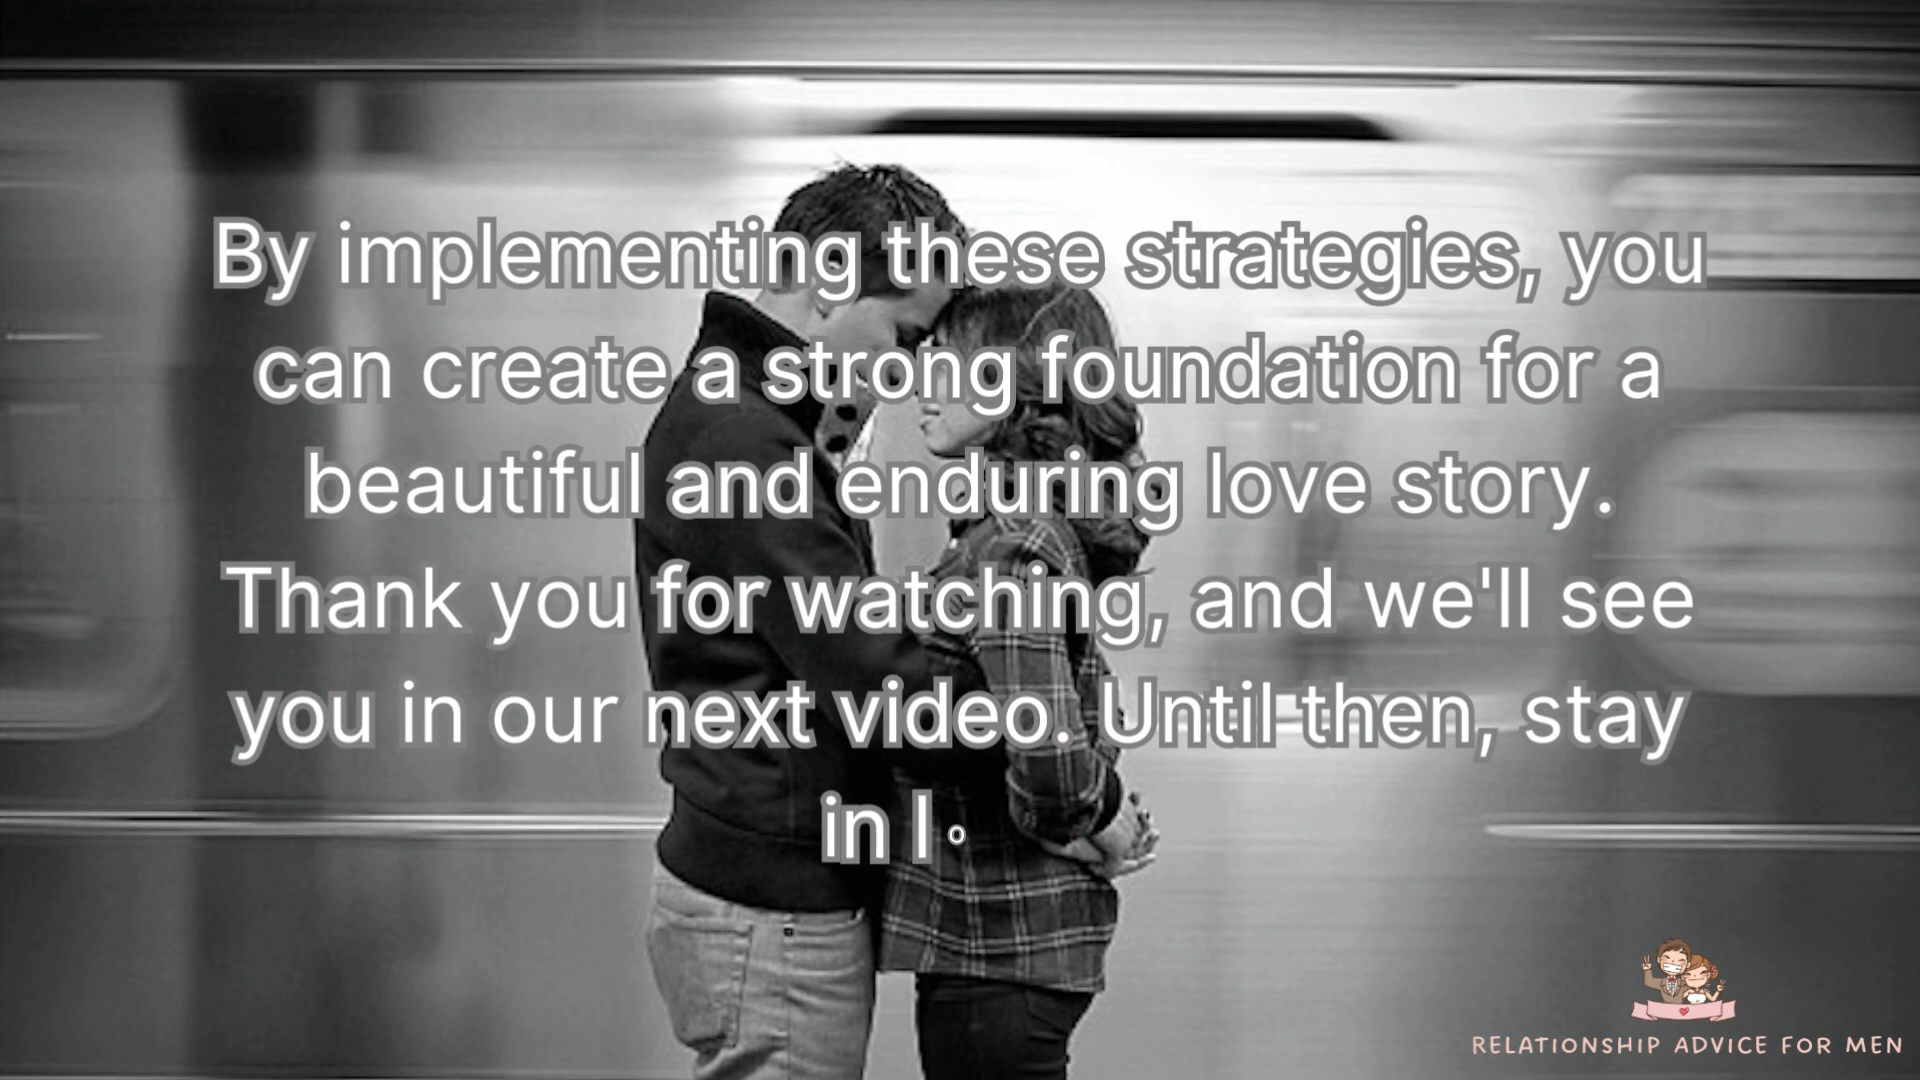 By implementing these strategies, you
can create a strong foundation for a
beautiful and enduring love story.
Thank you for watching, and we'll see
you in our next video. Until then, stay
in lo
RELATIONSHIP ADVICE FOR MEN